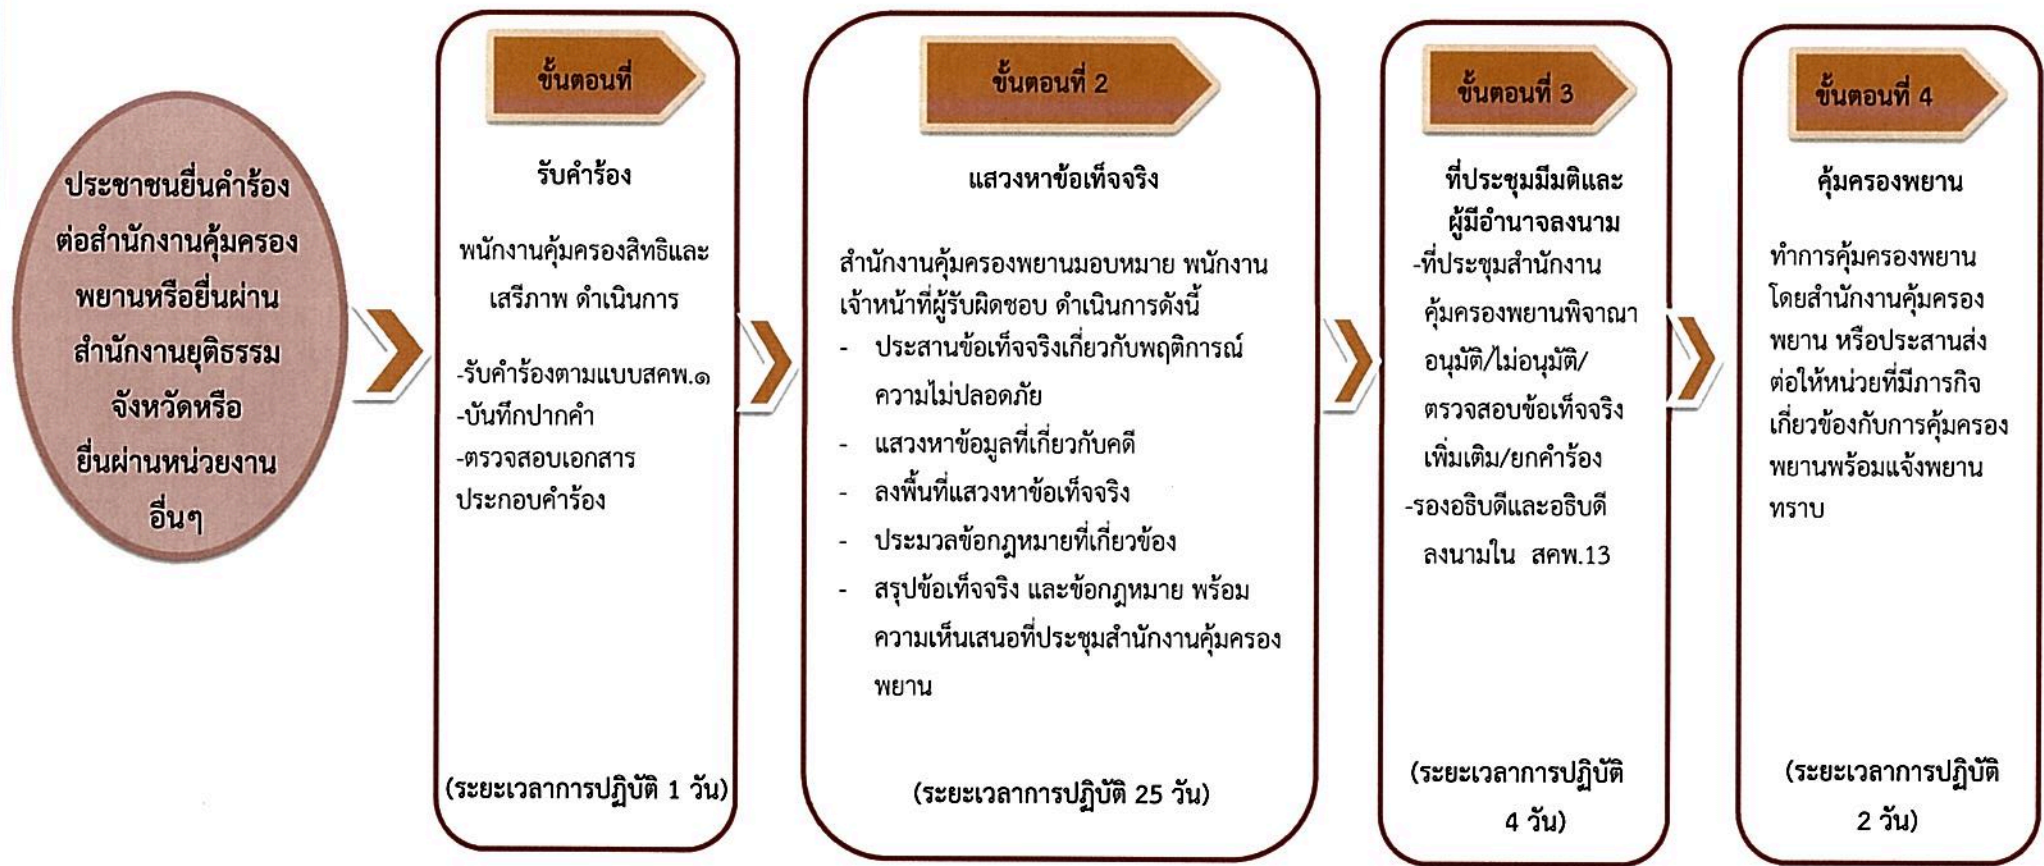 ประชาชนยื่นคำร้อง
ต่อสำนักงานคุ้มครอง
พยานหรือยื่นผ่าน
สำนักงานยุติธรรม
จังหวัดหรือ
ยื่นผ่านหน่วยงาน
อื่นๆ
ขั้นตอนที่
รับคำร้อง
พนักงานคุ้มครองสิทธิและ
เสรีภาพ ดำเนินการ
-รับคำร้องตามแบบสคพ.๑
-บันทึกปากคำ
-ตรวจสอบเอกสาร
ประกอบคำร้อง
(ระยะเวลาการปฏิบัติ 1 วัน)
ขั้นตอนที่ 2
แสวงหาข้อเท็จจริง
สำนักงานคุ้มครองพยานมอบหมาย พนักงาน
เจ้าหน้าที่ผู้รับผิดชอบ ดำเนินการดังนี้
- ประสานข้อเท็จจริงเกี่ยวกับพฤติการณ์
ความไม่ปลอดภัย
- แสวงหาข้อมูลที่เกี่ยวกับคดี
- ลงพื้นที่แสวงหาข้อเท็จจริง
- ประมวลข้อกฎหมายที่เกี่ยวข้อง
- สรุปข้อเท็จจริง และข้อกฎหมาย พร้อม
ความเห็นเสนอที่ประชุมสำนักงานคุ้มครอง
พยาน
(ระยะเวลาการปฏิบัติ 25 วัน)
ขั้นตอนที่ 3
ที่ประชุมมีมติและ
ผู้มีอำนาจลงนาม
-ที่ประชุมสำนักงาน
คุ้มครองพยานพิจาณา
อนุมัติ/ไม่อนุมัติ/
ตรวจสอบข้อเท็จจริง
เพิ่มเติม/ยกคำร้อง
-รองอธิบดีและอธิบดี
ลงนามใน สคพ.13
(ระยะเวลาการปฏิบัติ
4 วัน)
ขั้นตอนที่ 4
คุ้มครองพยาน
ทำการคุ้มครองพยาน
โดยสำนักงานคุ้มครอง
พยาน หรือประสานส่ง
ต่อให้หน่วยที่มีภารกิจ
เกี่ยวข้องกับการคุ้มครอง
พยานพร้อมแจ้งพยาน
ทราบ
(ระยะเวลาการปฏิบัติ
2 วัน)